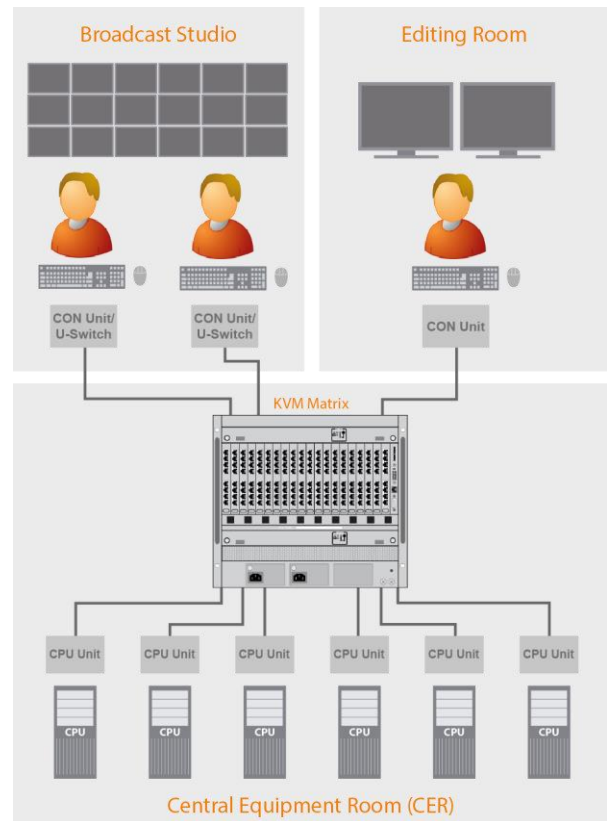 Broadcast Studio
Editing Room
CON Unit/
U-Switch
CON Unit/
U-Switch
CON Unit
KVM Matrix
CPU Unit
CPU Unit
CPU Unit
CPU Unit
CPU Unit
CPU Unit
CPU
CPU
CPU
CPU
CPU
CPU
Central Equipment Room (CER)